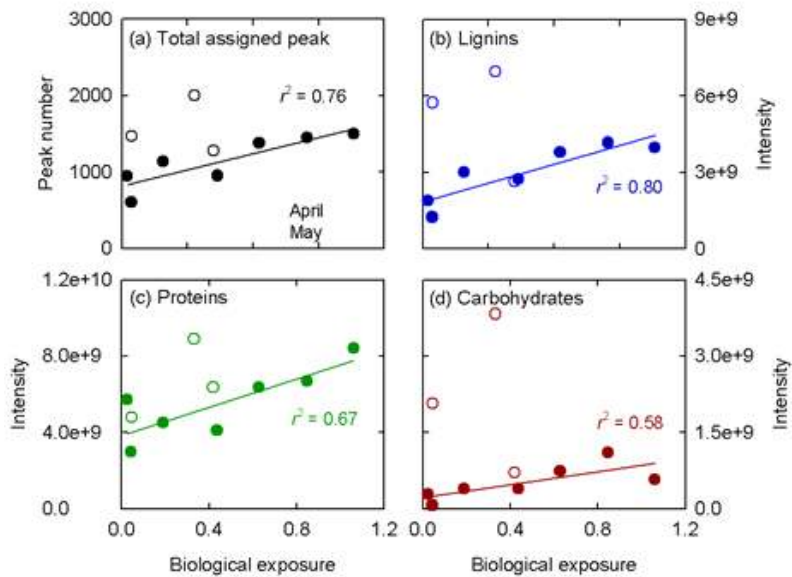 3000
(a) Total assigned peak
2000
r² = 0.76
1000
April
May
0
Peak number
(b) Lignins
9e+9
6e+9
3e+9
r² = 0.80
0
Intensity
1.2e+10
(c) Proteins
8.0e+9
4.0e+9
r² = 0.67
0.0
Intensity
0.0 0.4 0.8 1.2
Biological exposure
(d) Carbohydrates
4.5e+9
3.0e+9
r² = 0.58
1.5e+9
0.0
Intensity
0.0 0.4 0.8 1.2
Biological exposure